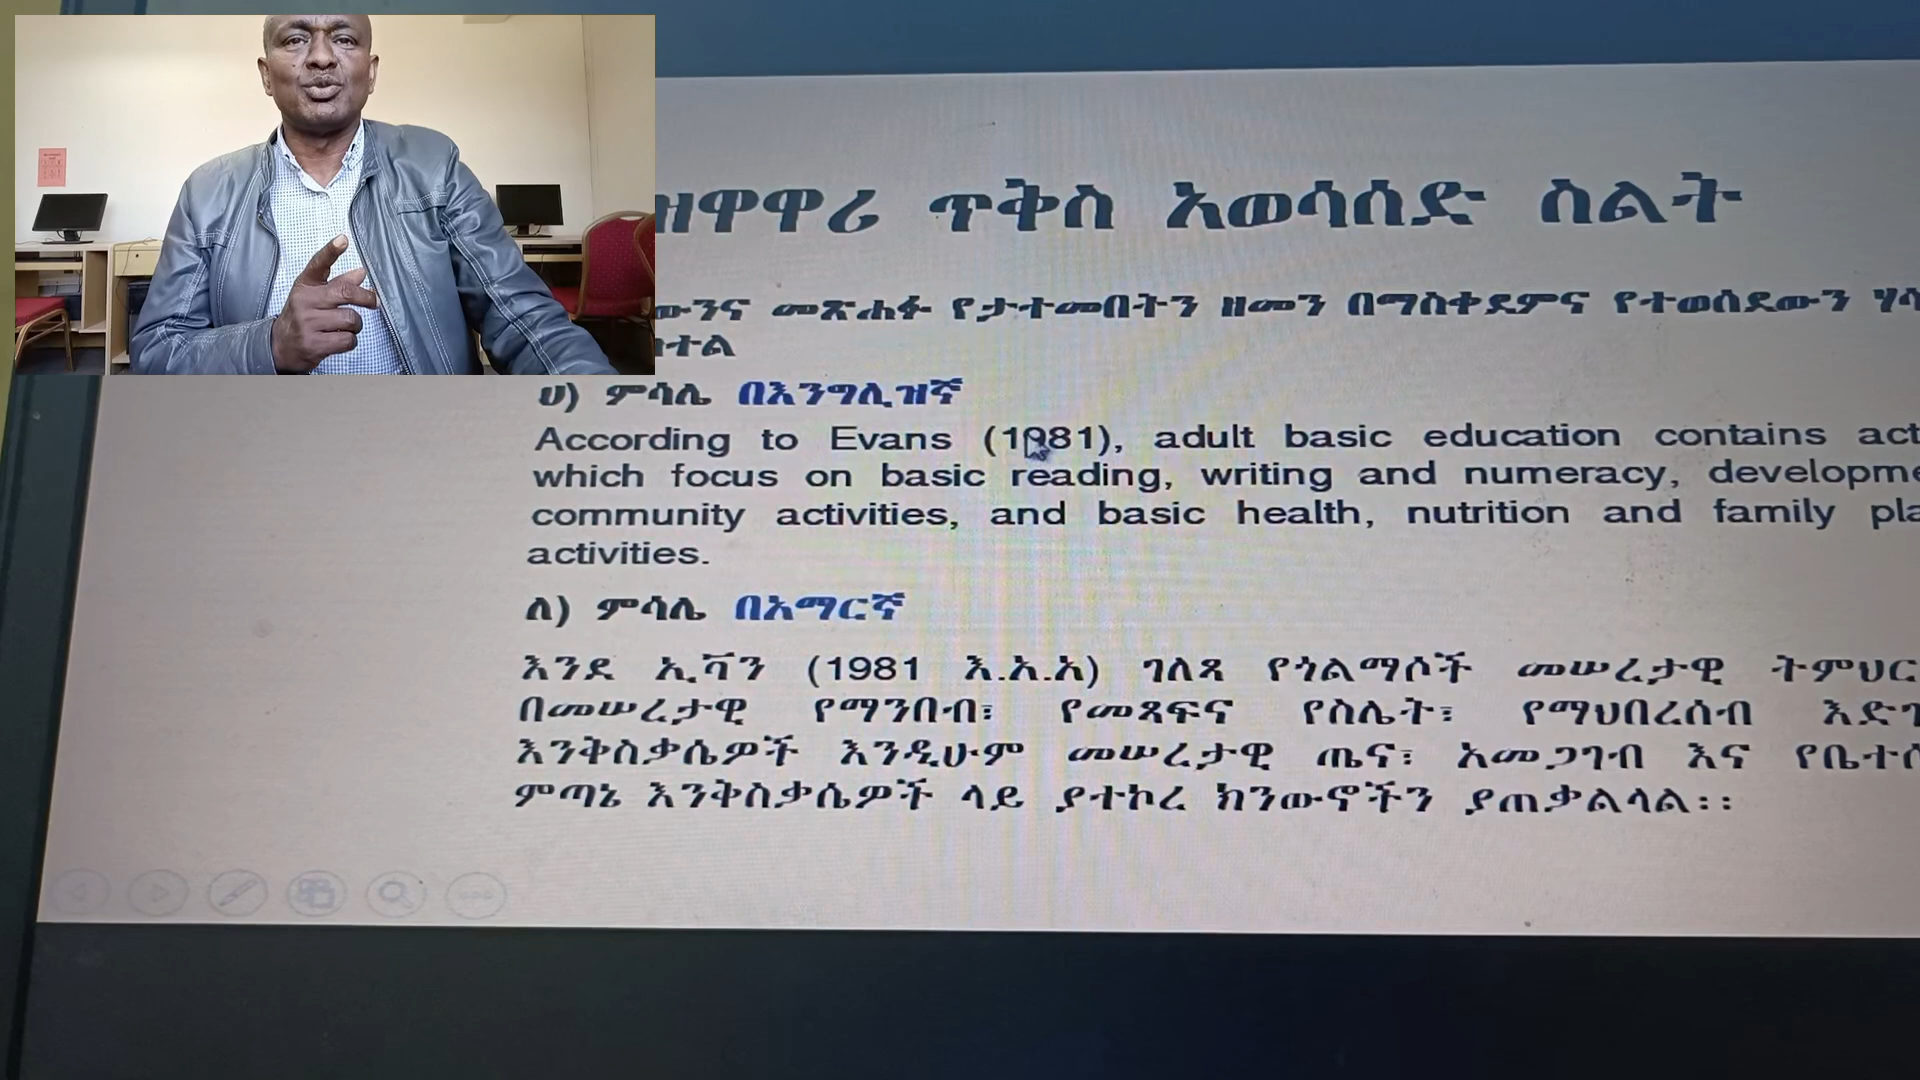 ዝዋዋሪ ጥቅስ አወሳሰድ ስልት
ውንና መጽሐፉ የታተመበትን ዘመን በማስቀደምና የተወሰደውን
ሀ) ምሳሌ በእንግሊዝኛ
According to Evans (1981), adult basic education contains act
which focus on basic reading, writing and numeracy, developme
community activities, and basic health, nutrition and family pla
activities.
ለ) ምሳሌ በአማርኛ
እንደ ኢቫን (1981 እ.አ.አ) ገለጻ የጎልማሶች መሠረታዊ ትምህር
በመሠረታዊ የማንበብ፣ የመጻፍና የስሌት፣ የማህበረሰብ እድገ
እንቅስቃሴዎች እንዲሁም መሠረታዊ ጤና፣ አመጋገብ እና የቤተሰ
ምጣኔ እንቅስቃሴዎች ላይ ያተኮረ ክንውኖችን ያጠቃልላል፡፡